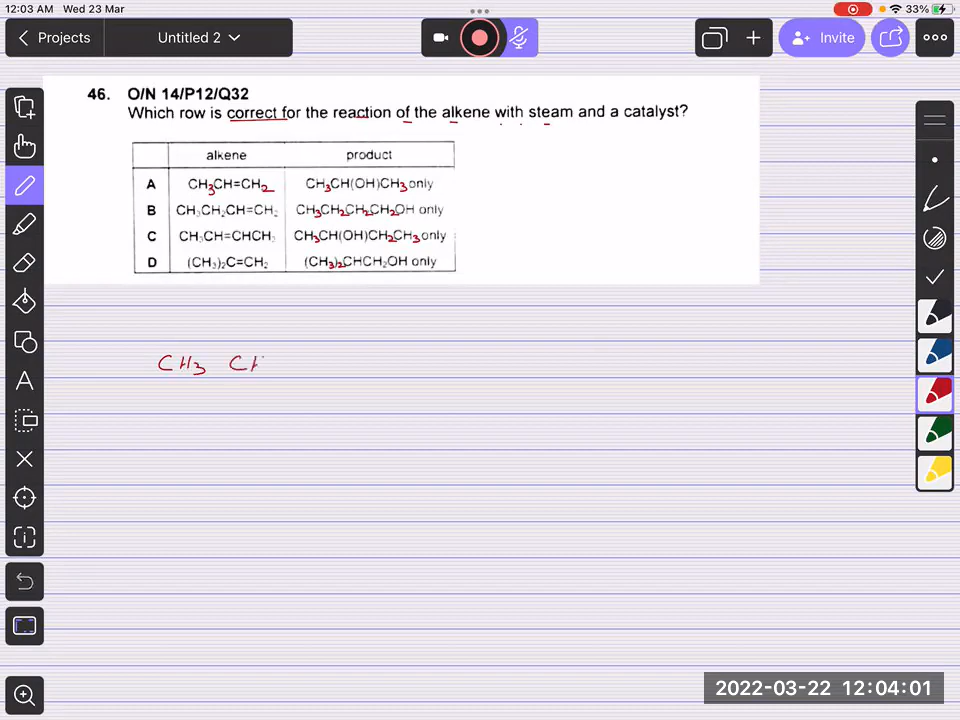 12:03 AM Wed 23 Mar
33%
Projects
Untitled 2
Invite
46. O/N 14/P12/Q32
Which row is correct for the reaction of the alkene with steam and a catalyst?
alkene product
A CH3CH=CH2 CH3CH(OH)CH3 only
B CH3CH2CH=CH2 CH3CH2CH2CH2OH only
C CH3CH=CHCH3 CH3CH(OH)CH2CH3 only
D (CH3)2C=CH2 (CH3)2CHCH2OH only
CH3 CH
A
2022-03-22 12:04:01